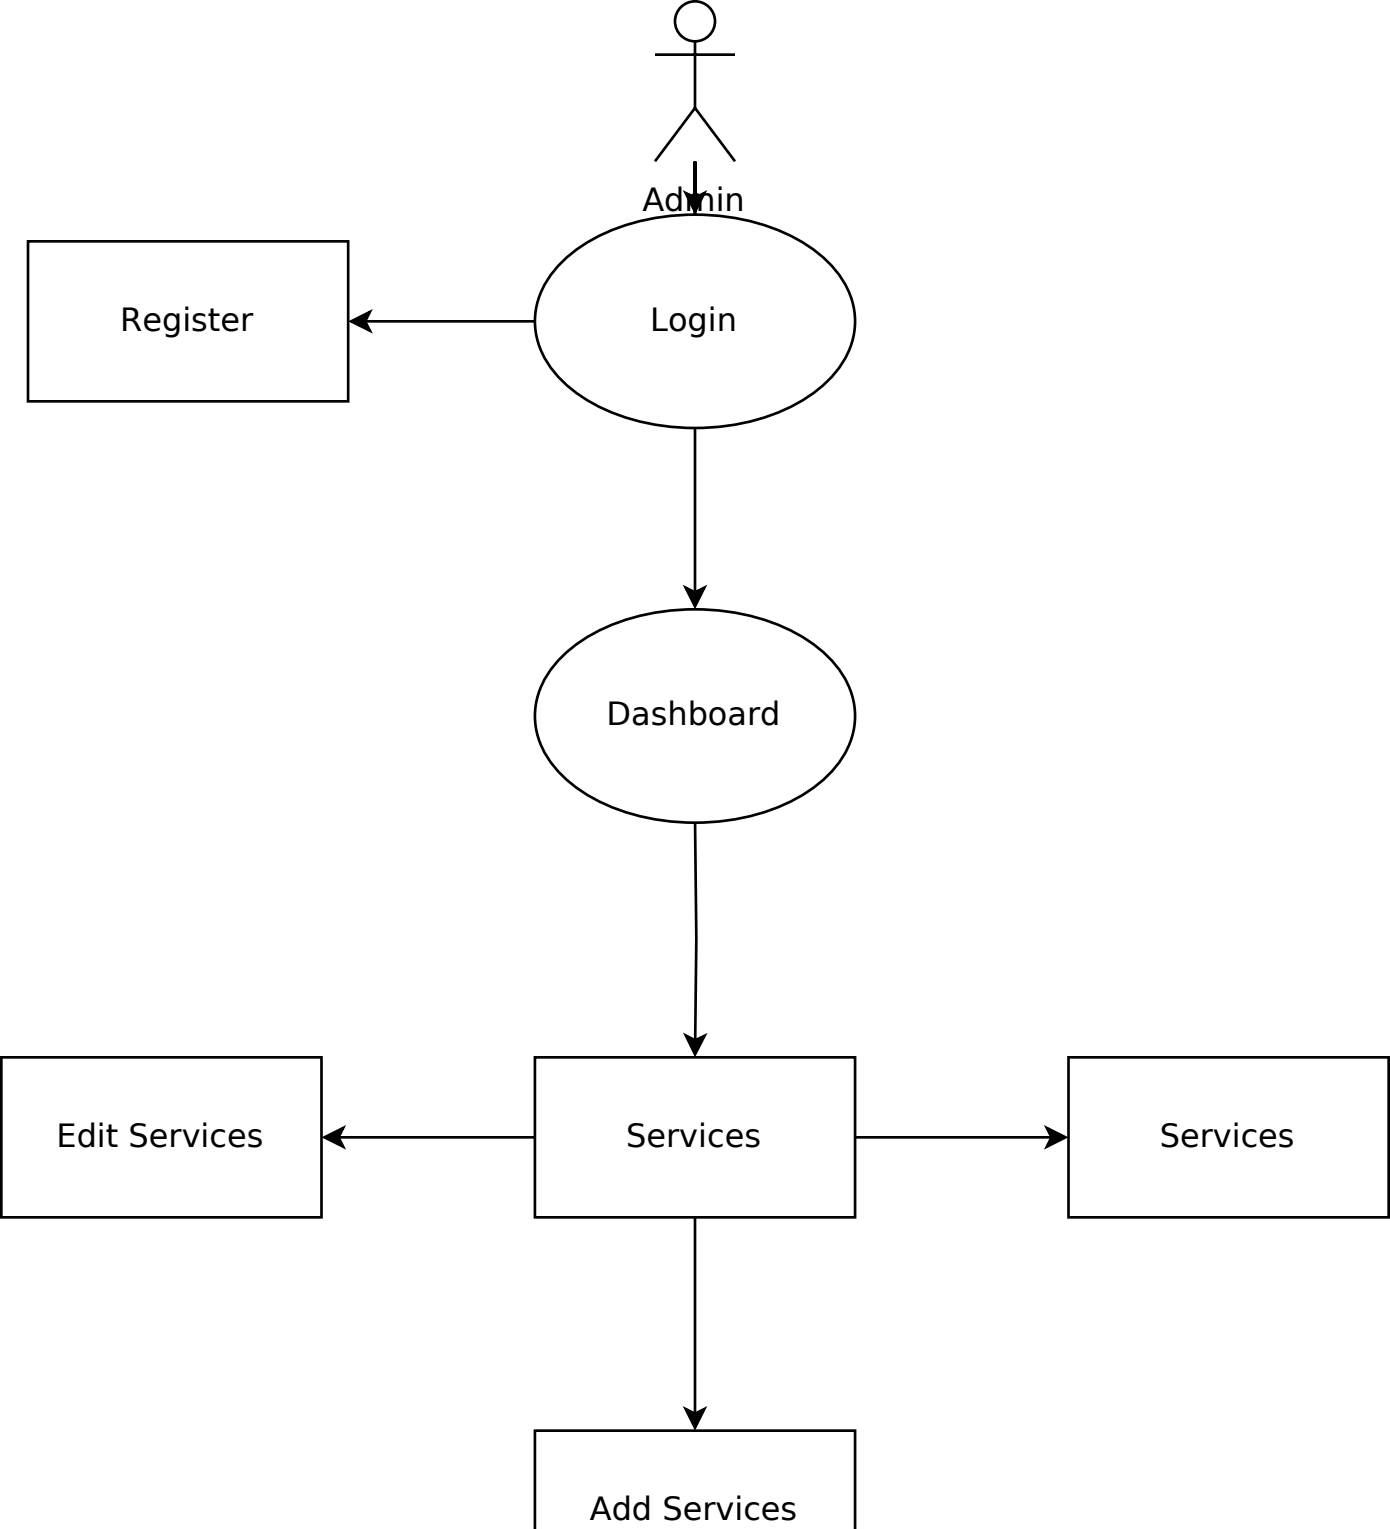 Admin
Register
Login
Dashboard
Edit Services
Services
Services
Add Services